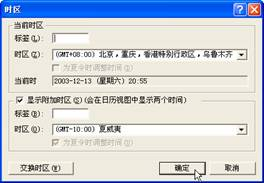 时区
当前时区
标签(L):
时区(Z): (GMT+08:00) 北京，重庆，香港特别行政区，乌鲁木齐
为夏令时调整时间(D)
当前时 2003-12-13 (星期六) 20:55
显示附加时区(S)(会在日历视图中显示两个时间)
标签(B):
时区(O): (GMT-10:00) 夏威夷
为夏令时调整时间(D)
交换时区(W) 确定 取消